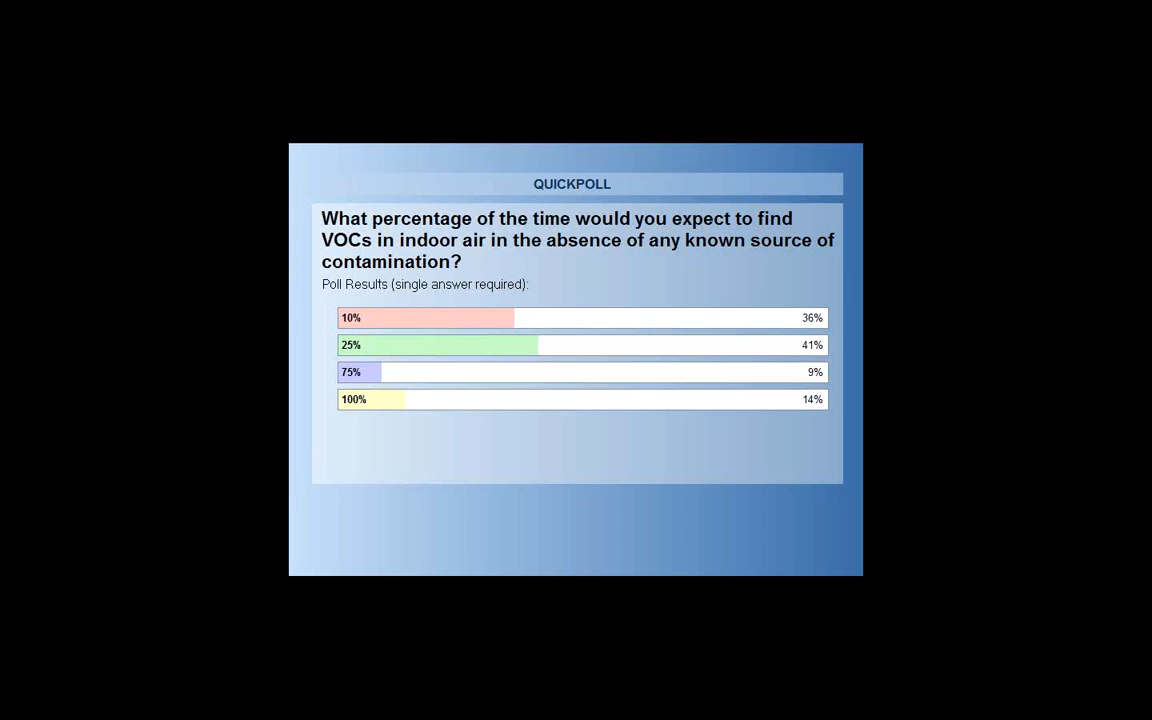 QUICKPOLL
What percentage of the time would you expect to find
VOCs in indoor air in the absence of any known source of
contamination?
Poll Results (single answer required):
10% 36%
25% 41%
75% 9%
100% 14%